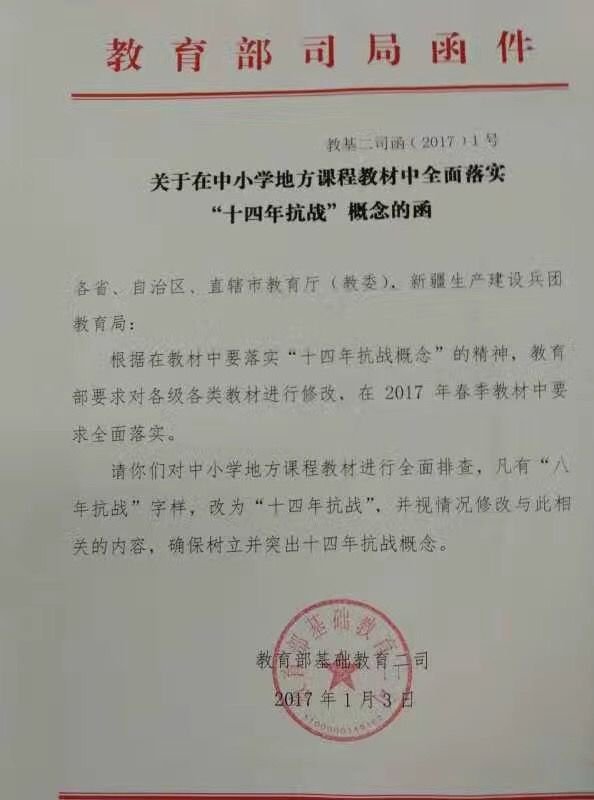 教育部司局函件
教基二司函〔2017〕1号
关于在中小学地方课程教材中全面落实
“十四年抗战”概念的函
各省、自治区、直辖市教育厅（教委），新疆生产建设兵团
教育局：
根据在教材中要落实“十四年抗战概念”的精神，教育
部要求对各级各类教材进行修改，在 2017 年春季教材中要
求全面落实。
请你们对中小学地方课程教材进行全面排查，凡有“八
年抗战”字样，改为“十四年抗战”，并视情况修改与此相
关的内容，确保树立并突出十四年抗战概念。
教育部基础教育二司
2017 年 1 月 3 日